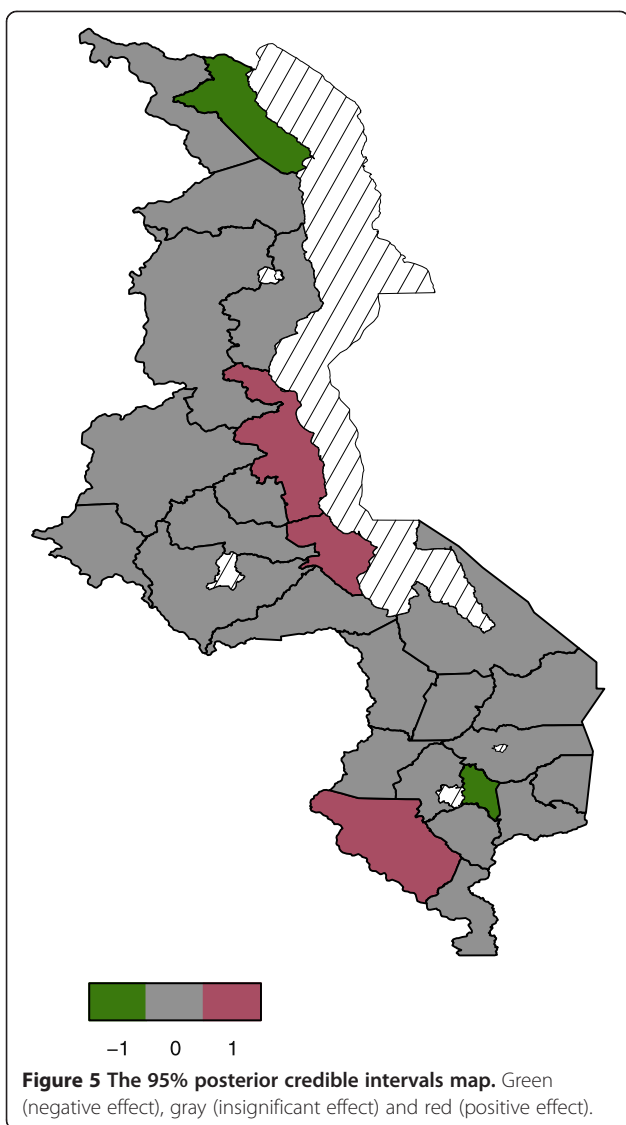 −1 0 1
Figure 5 The 95% posterior credible intervals map. Green
(negative effect), gray (insignificant effect) and red (positive effect).